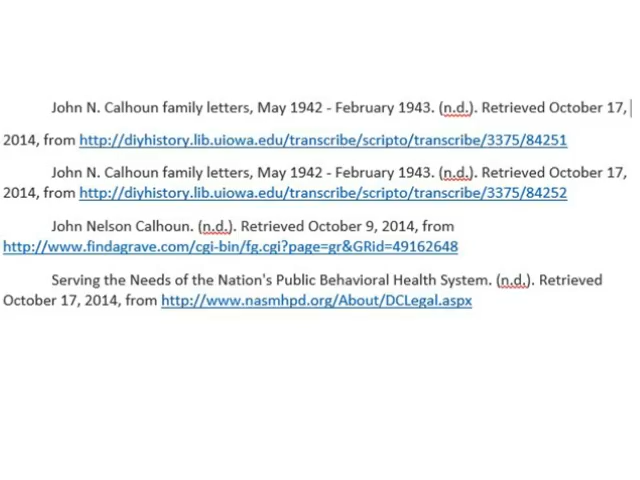 John N. Calhoun family letters, May 1942 - February 1943. (n.d.). Retrieved October 17,
2014, from http://diyhistory.lib.uiowa.edu/transcribe/scripto/transcribe/3375/84251
John N. Calhoun family letters, May 1942 - February 1943. (n.d.). Retrieved October 17,
2014, from http://diyhistory.lib.uiowa.edu/transcribe/scripto/transcribe/3375/84252
John Nelson Calhoun. (n.d.). Retrieved October 9, 2014, from
http://www.findagrave.com/cgi-bin/fg.cgi?page=gr&GRid=49162648
Serving the Needs of the Nation's Public Behavioral Health System. (n.d.). Retrieved
October 17, 2014, from http://www.nasmhpd.org/About/DCLegal.aspx